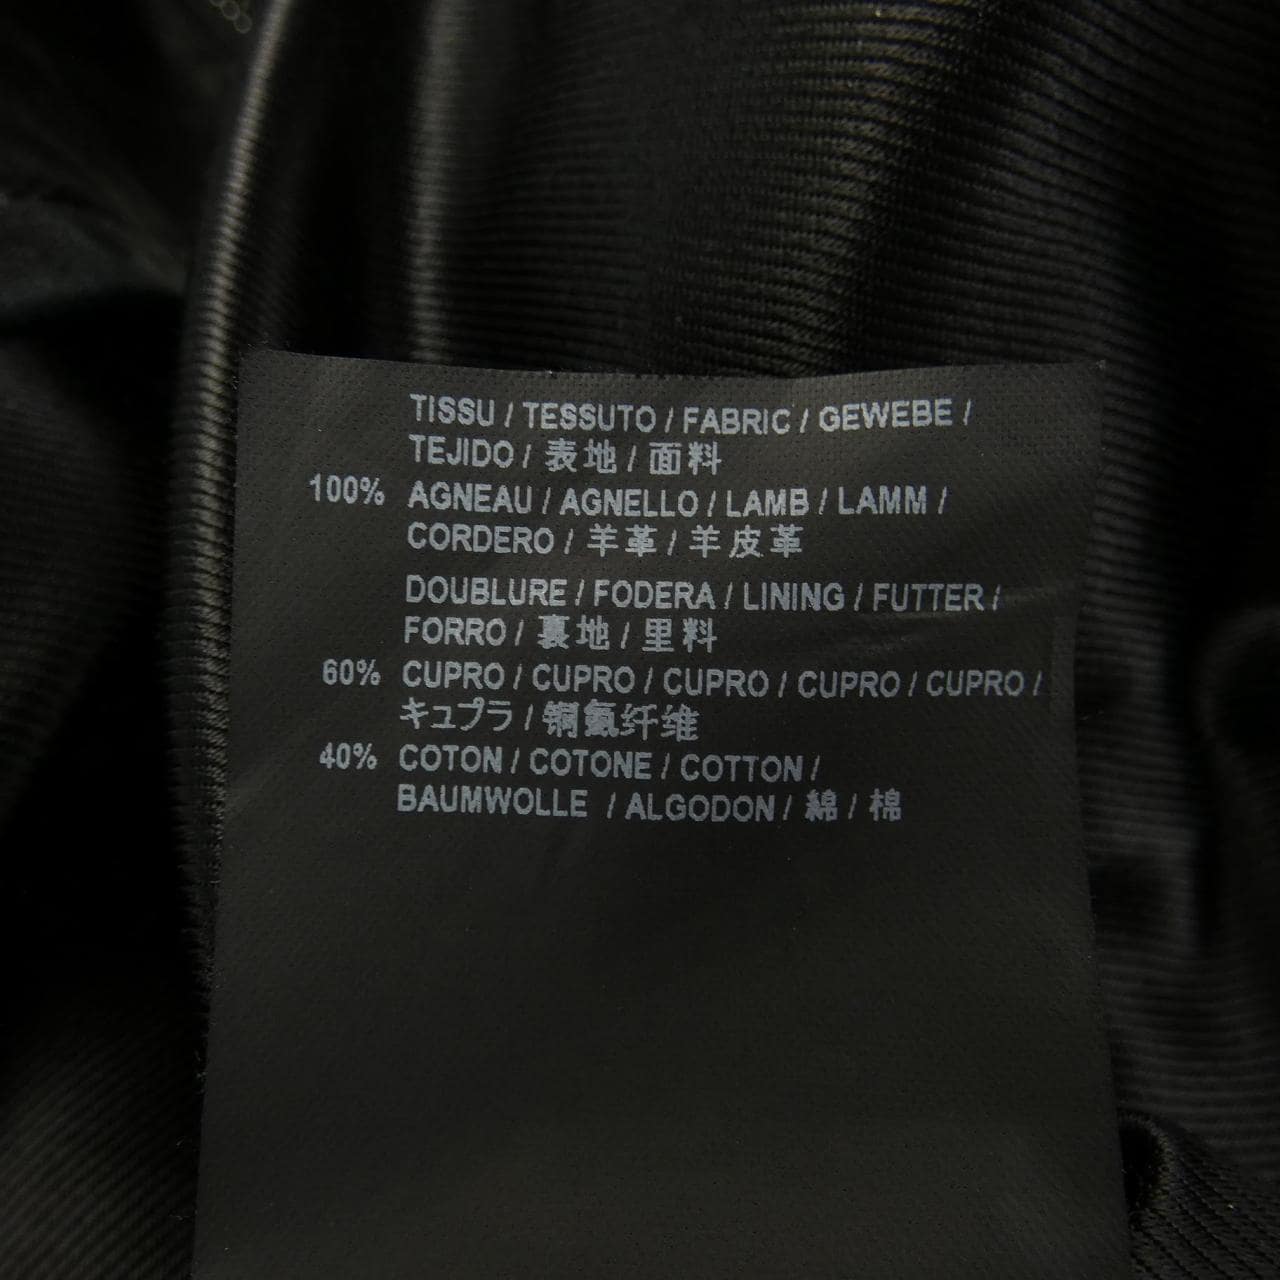 TISSU / TESSUTO / FABRIC / GEWEBE /
TEJIDO / 表地 / 面料
100% AGNEAU / AGNELLO / LAMB / LAMM /
CORDERO / 羊革 / 羊皮革
DOUBLURE / FODERA / LINING / FUTTER /
FORRO / 裏地 / 里料
60% CUPRO / CUPRO / CUPRO / CUPRO / CUPRO /
キュプラ / 铜氨纤维
40% COTON / COTONE / COTTON /
BAUMWOLLE / ALGODON / 綿 / 棉